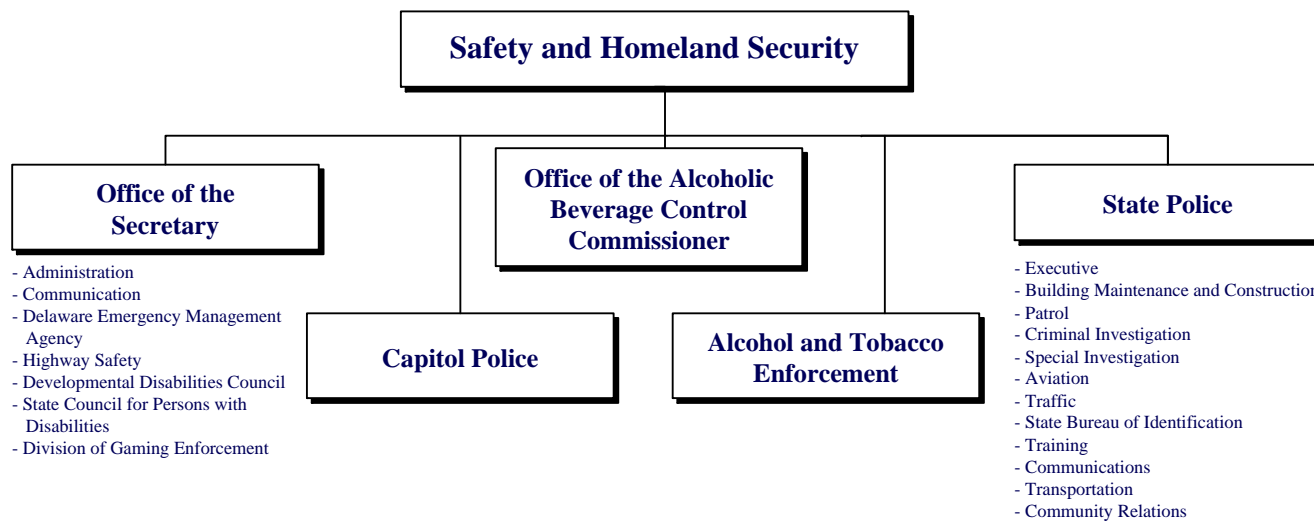 Safety and Homeland Security
Office of the
Secretary
- Administration
- Communication
- Delaware Emergency Management
Agency
- Highway Safety
- Developmental Disabilities Council
- State Council for Persons with
Disabilities
- Division of Gaming Enforcement
Capitol Police
Office of the Alcoholic
Beverage Control
Commissioner
Alcohol and Tobacco
Enforcement
State Police
- Executive
- Building Maintenance and Construction
- Patrol
- Criminal Investigation
- Special Investigation
- Aviation
- Traffic
- State Bureau of Identification
- Training
- Communications
- Transportation
- Community Relations